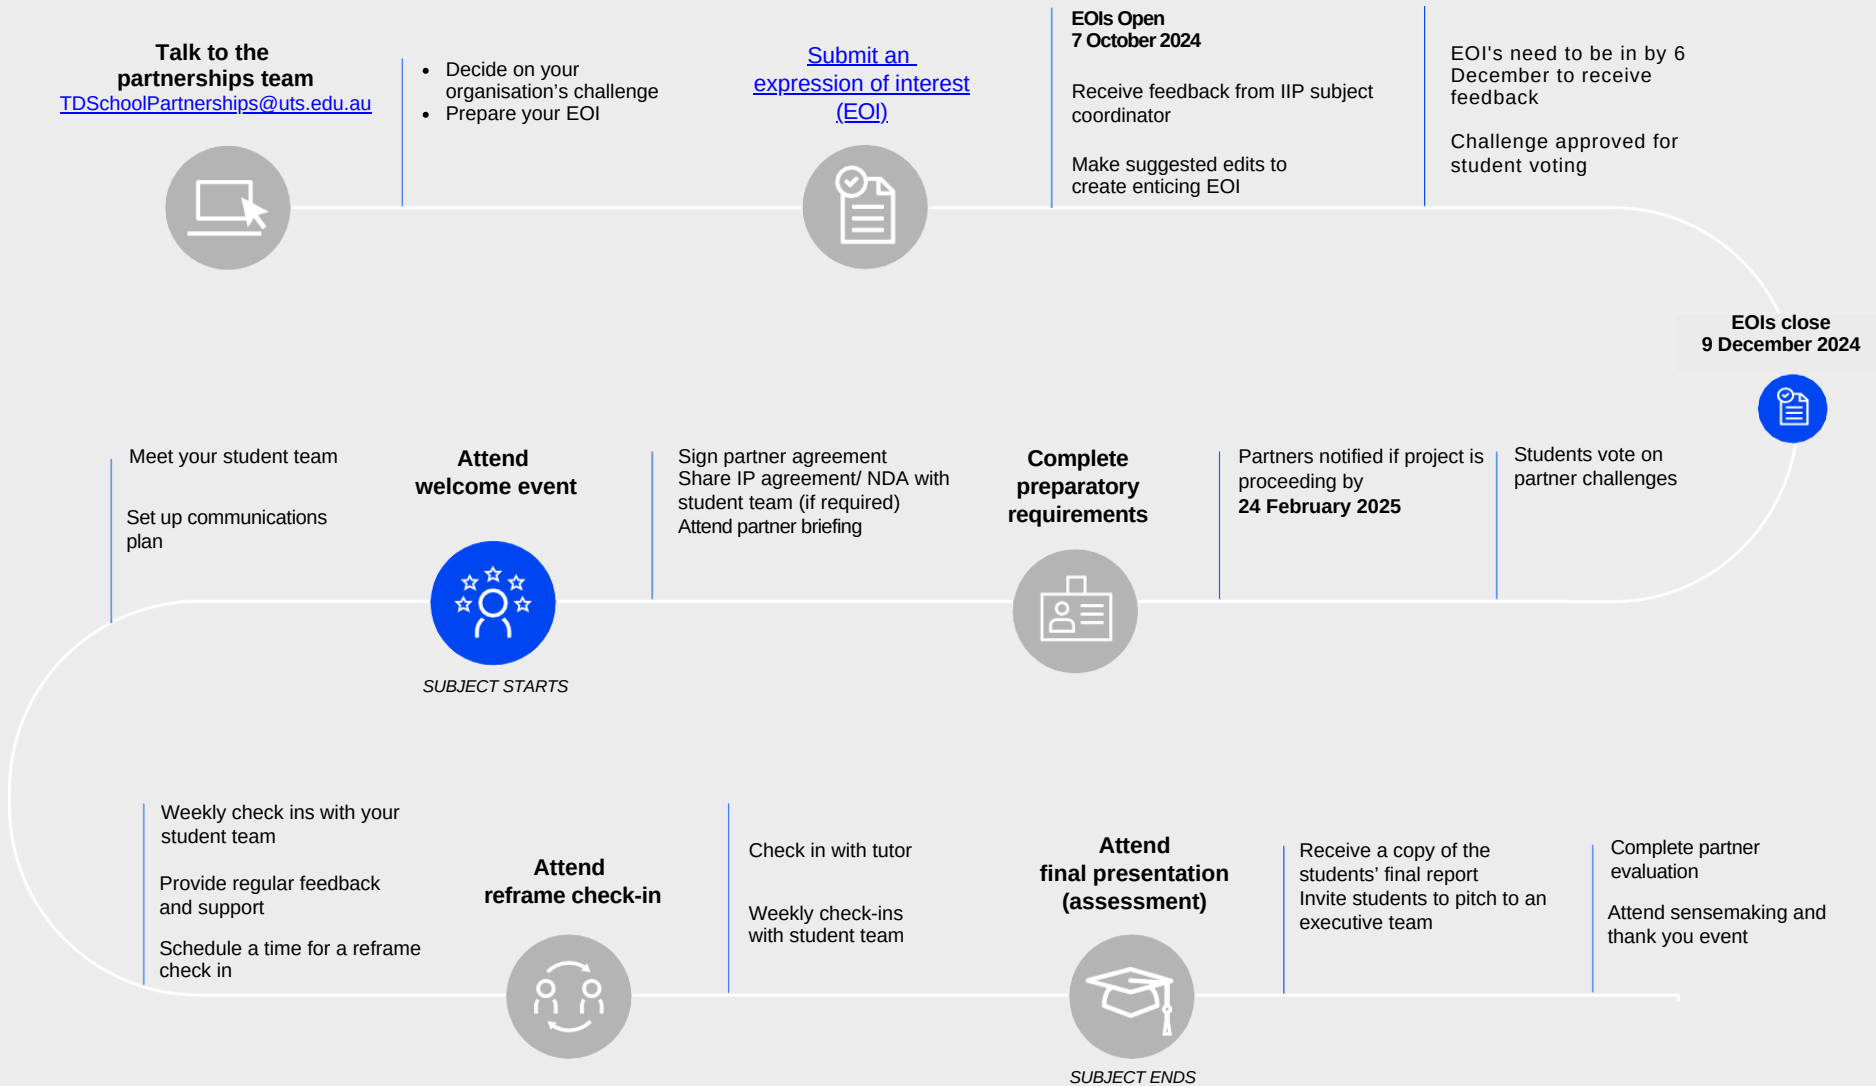 Talk to the
partnerships team
TDSchoolPartnerships@uts.edu.au
• Decide on your
organisation’s challenge
• Prepare your EOI
Submit an
expression of interest
(EOI)
EOIs Open
7 October 2024
Receive feedback from IIP subject
coordinator
Make suggested edits to
create enticing EOI
EOI's need to be in by 6
December to receive
feedback
Challenge approved for
student voting
EOIs close
9 December 2024
Students vote on
partner challenges
Partners notified if project is
proceeding by
24 February 2025
Complete
preparatory
requirements
Sign partner agreement
Share IP agreement/ NDA with
student team (if required)
Attend partner briefing
Attend
welcome event
SUBJECT STARTS
Meet your student team
Set up communications
plan
Weekly check ins with your
student team
Provide regular feedback
and support
Schedule a time for a reframe
check in
Attend
reframe check-in
Check in with tutor
Weekly check-ins
with student team
Attend
final presentation
(assessment)
SUBJECT ENDS
Receive a copy of the
students’ final report
Invite students to pitch to an
executive team
Complete partner
evaluation
Attend sensemaking and
thank you event